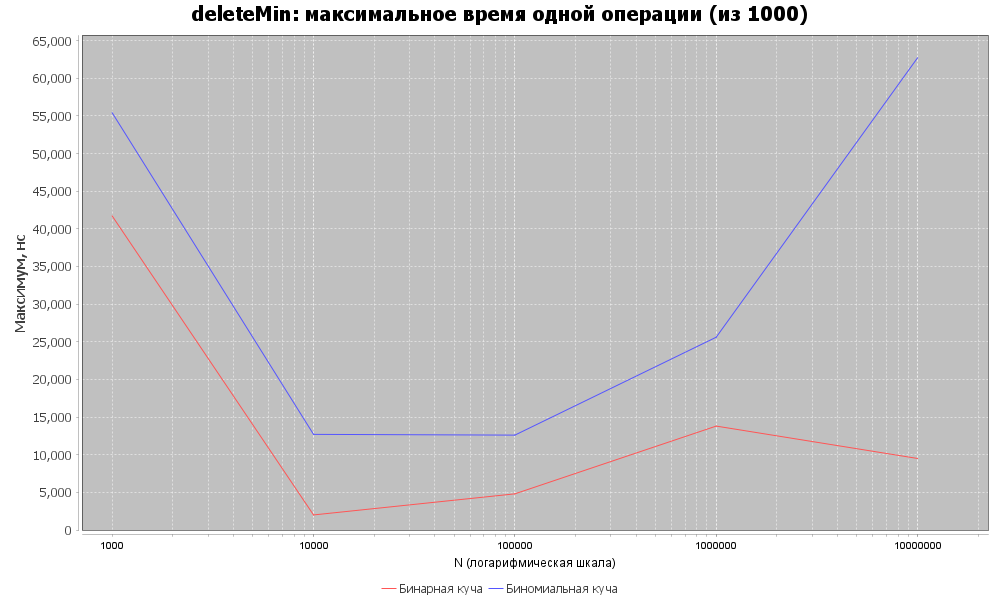 deleteMin: максимальное время одной операции (из 1000)
65,000
60,000
55,000
50,000
45,000
40,000
35,000
30,000
25,000
20,000
15,000
10,000
5,000
0
Максимум, нс
1000 10000 100000 1000000 10000000
N (логарифмическая шкала)
Бинарная куча Биномиальная куча